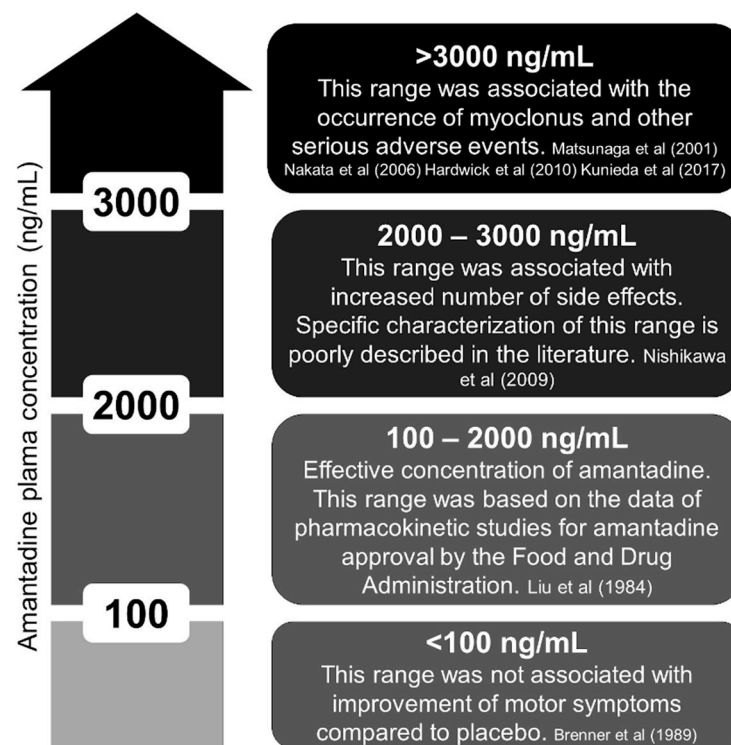 Amantadine plama concentration (ng/mL)
3000
2000
100
>3000 ng/mL
This range was associated with the
occurrence of myoclonus and other
serious adverse events. Matsunaga et al (2001)
Nakata et al (2006) Hardwick et al (2010) Kunieda et al (2017)
2000 – 3000 ng/mL
This range was associated with
increased number of side effects.
Specific characterization of this range is
poorly described in the literature. Nishikawa
et al (2009)
100 – 2000 ng/mL
Effective concentration of amantadine.
This range was based on the data of
pharmacokinetic studies for amantadine
approval by the Food and Drug
Administration. Liu et al (1984)
<100 ng/mL
This range was not associated with
improvement of motor symptoms
compared to placebo. Brenner et al (1989)